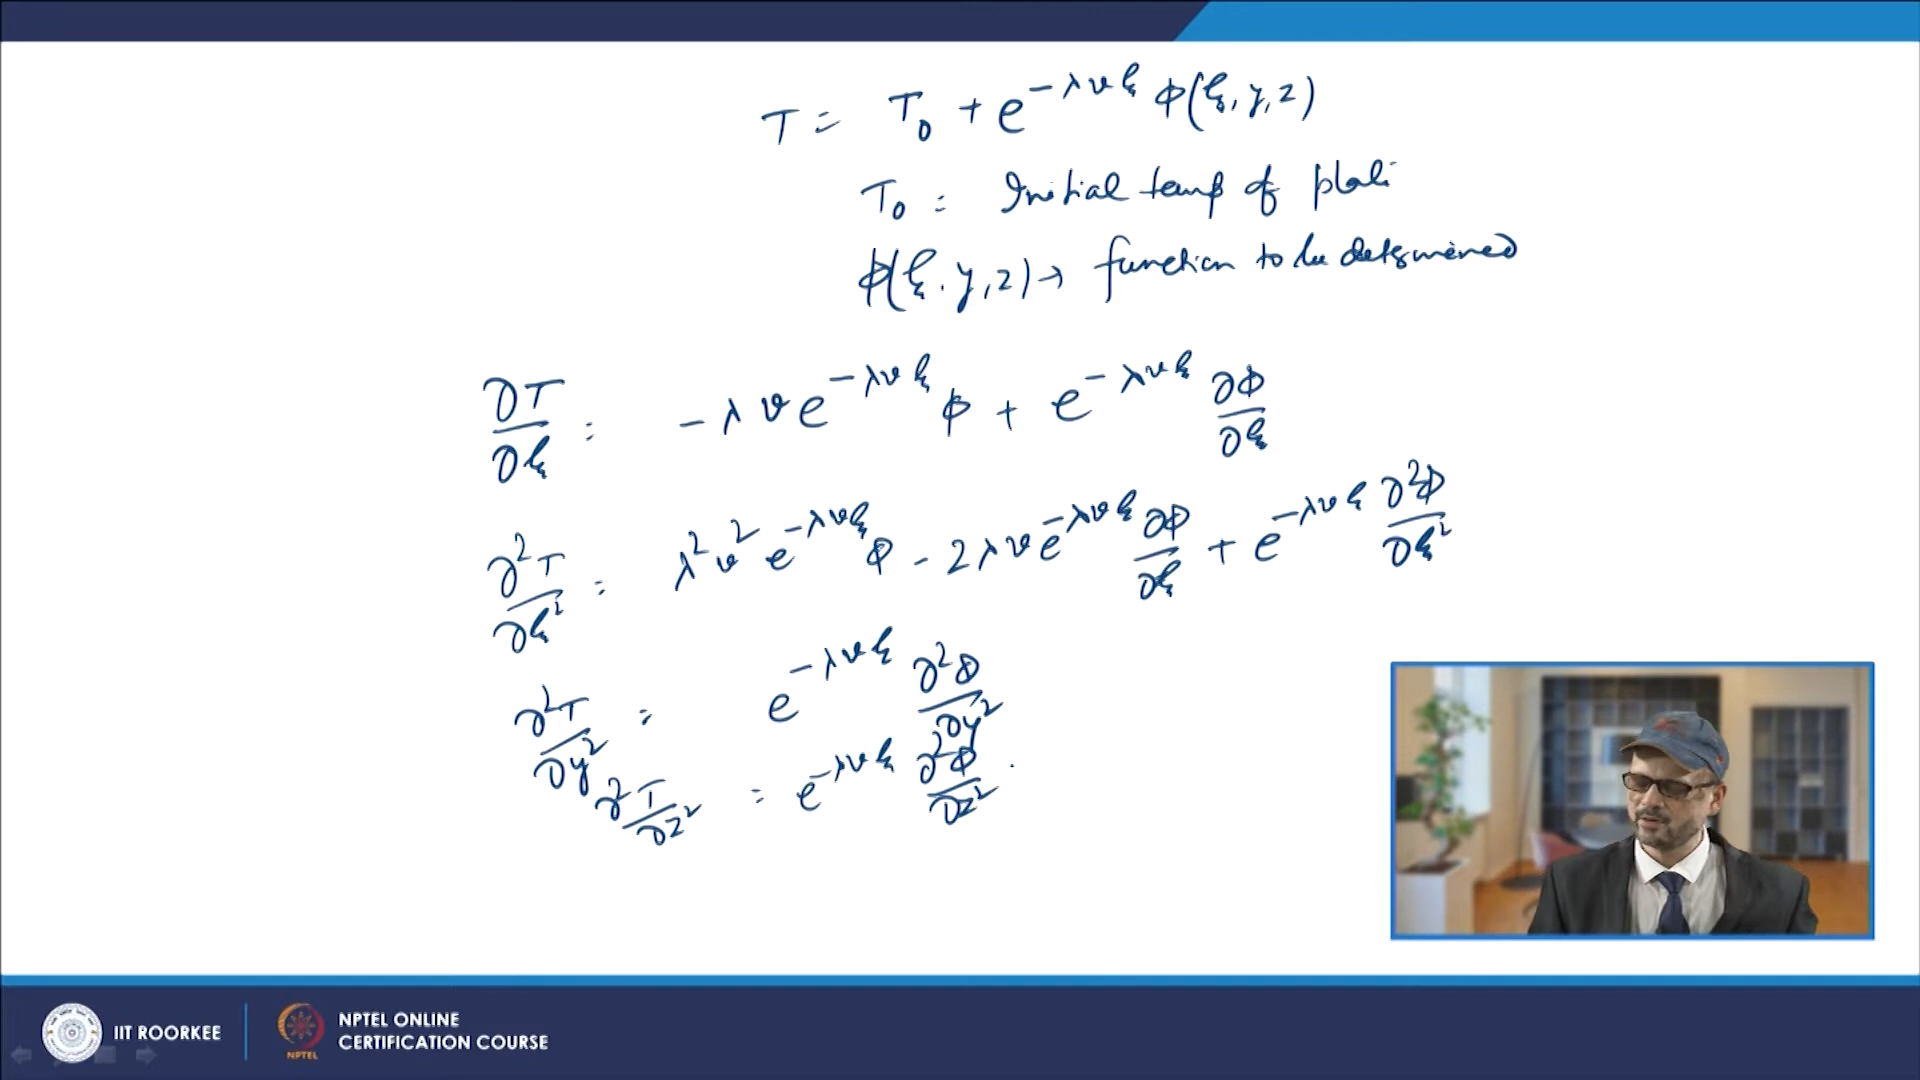 T = T₀ + e^{-λvξ} φ(ξ, y, z)
T₀ = Initial temp of plate
φ(ξ, y, z) → function to be determined
∂T/∂ξ = -λ v e^{-λvξ} φ + e^{-λvξ} ∂φ/∂ξ
∂²T/∂ξ² = λ²v² e^{-λvξ} φ - 2λv e^{-λvξ} ∂φ/∂ξ + e^{-λvξ} ∂²φ/∂ξ²
∂²T/∂y² = e^{-λvξ} ∂²φ/∂y²
∂²T/∂z² = e^{-λvξ} ∂²φ/∂z²
IIT ROORKEE
NPTEL
NPTEL ONLINE
CERTIFICATION COURSE